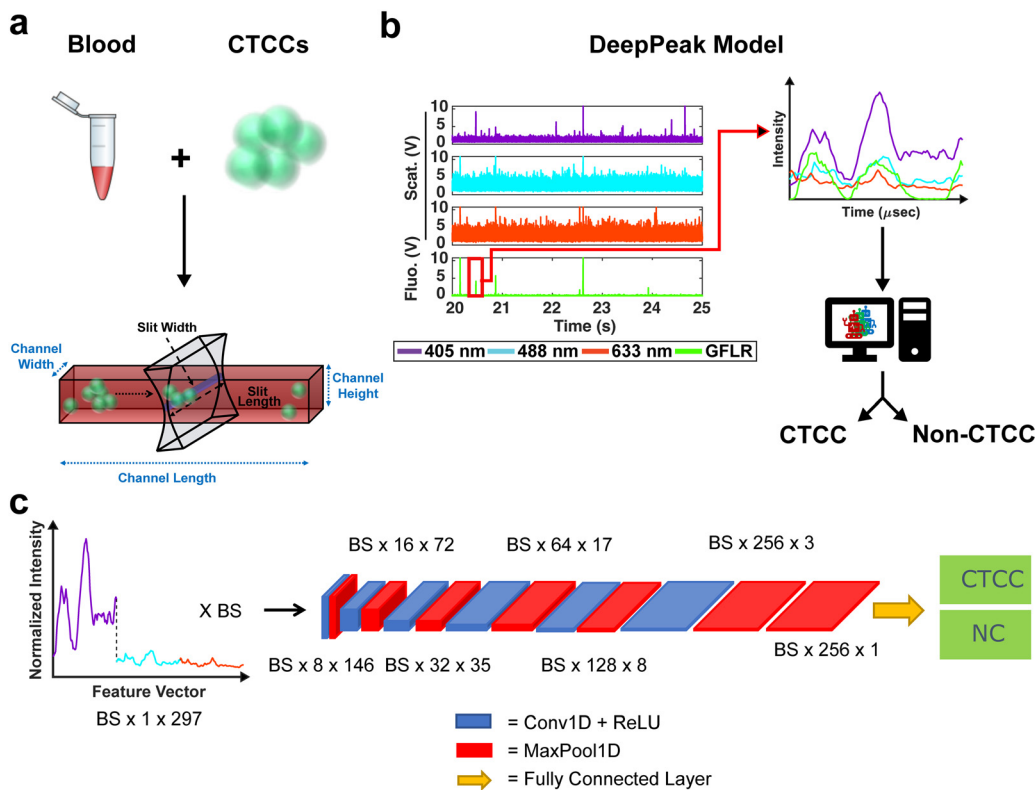 a
Blood
CTCCs
+
Slit Width
Channel
Width
Slit
Length
Channel
Height
Channel Length
b
DeepPeak Model
Scat. (V)
Fluo. (V)
10
5
0
10
5
0
10
5
0
10
5
0
20
21
22
23
24
25
Time (s)
405 nm
488 nm
633 nm
GFLR
Intensity
Time (μsec)
CTCC
Non-CTCC
c
Normalized Intensity
Feature Vector
BS x 1 x 297
X BS
BS x 16 x 72
BS x 64 x 17
BS x 256 x 3
BS x 8 x 146
BS x 32 x 35
BS x 128 x 8
BS x 256 x 1
CTCC
NC
= Conv1D + ReLU
= MaxPool1D
= Fully Connected Layer